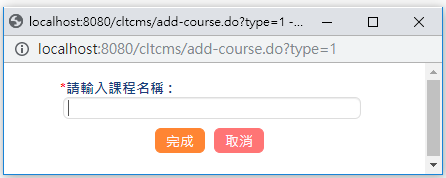 localhost:8080/cltcms/add-course.do?type=1 -...
localhost:8080/cltcms/add-course.do?type=1
*請輸入課程名稱：
完成 取消